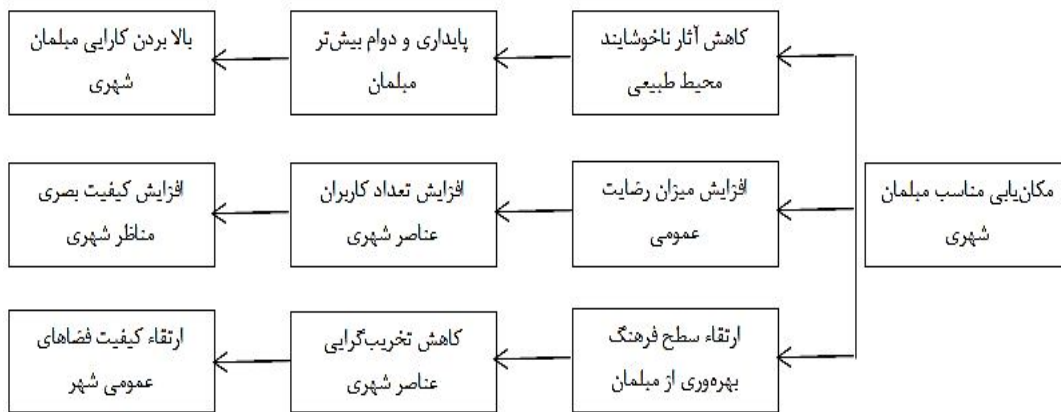 مکان‌یابی مناسب مبلمان
شهری
کاهش آثار ناخوشایند
محیط طبیعی
پایداری و دوام بیش‌تر
مبلمان
بالا بردن کارایی مبلمان
شهری
افزایش میزان رضایت
عمومی
افزایش تعداد کاربران
عناصر شهری
افزایش کیفیت بصری
مناظر شهری
ارتقاء سطح فرهنگ
بهره‌وری از مبلمان
کاهش تخریب‌گرایی
عناصر شهری
ارتقاء کیفیت فضاهای
عمومی شهر